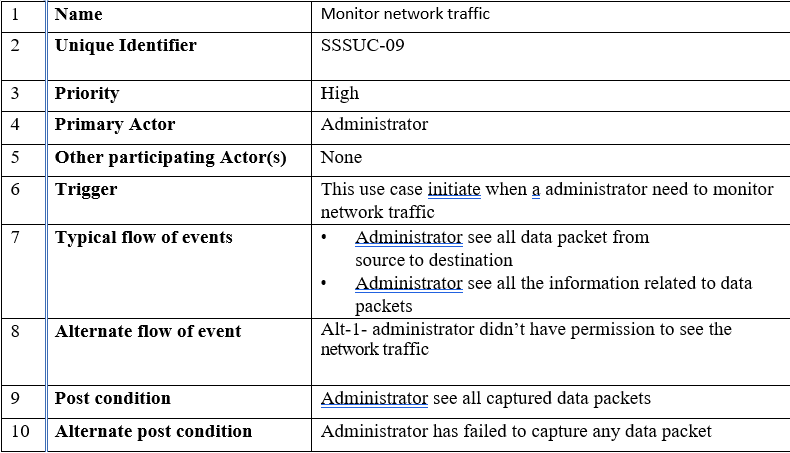 1 Name Monitor network traffic
2 Unique Identifier SSSUC-09
3 Priority High
4 Primary Actor Administrator
5 Other participating Actor(s) None
6 Trigger This use case initiate when a administrator need to monitor
network traffic
7 Typical flow of events • Administrator see all data packet from
source to destination
• Administrator see all the information related to data
packets
8 Alternate flow of event Alt-1- administrator didn’t have permission to see the
network traffic
9 Post condition Administrator see all captured data packets
10 Alternate post condition Administrator has failed to capture any data packet